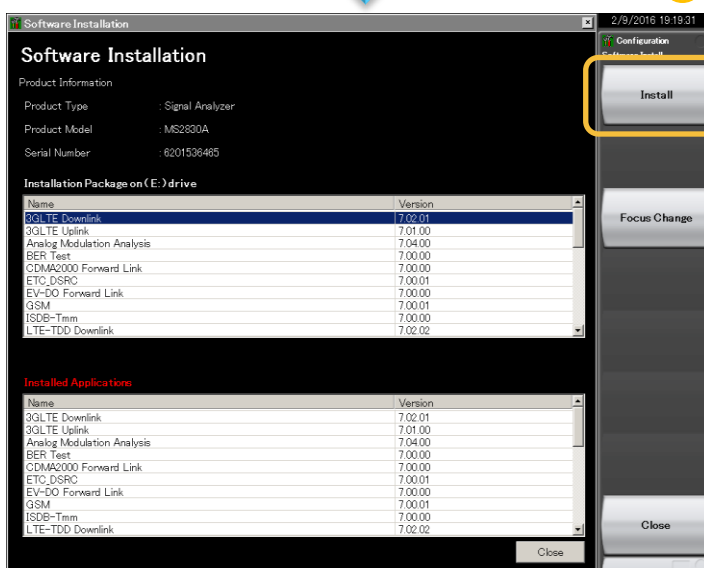 Software Installation
2/9/2016 19:19:31
Configuration
Software Install
Software Installation
Product Information
Product Type : Signal Analyzer
Product Model : MS2830A
Serial Number : 6201536465
Install
Installation Package on (E:) drive
Name Version
3GLTE Downlink 7.02.01
3GLTE Uplink 7.01.00
Analog Modulation Analysis 7.04.00
BER Test 7.00.00
CDMA2000 Forward Link 7.00.00
ETC_DSRC 7.00.01
EV-DO Forward Link 7.00.00
GSM 7.00.01
ISDB-Tmm 7.00.00
LTE-TDD Downlink 7.02.02
Focus Change
Installed Applications
Name Version
3GLTE Downlink 7.02.01
3GLTE Uplink 7.01.00
Analog Modulation Analysis 7.04.00
BER Test 7.00.00
CDMA2000 Forward Link 7.00.00
ETC_DSRC 7.00.01
EV-DO Forward Link 7.00.00
GSM 7.00.01
ISDB-Tmm 7.00.00
LTE-TDD Downlink 7.02.02
Close
Close